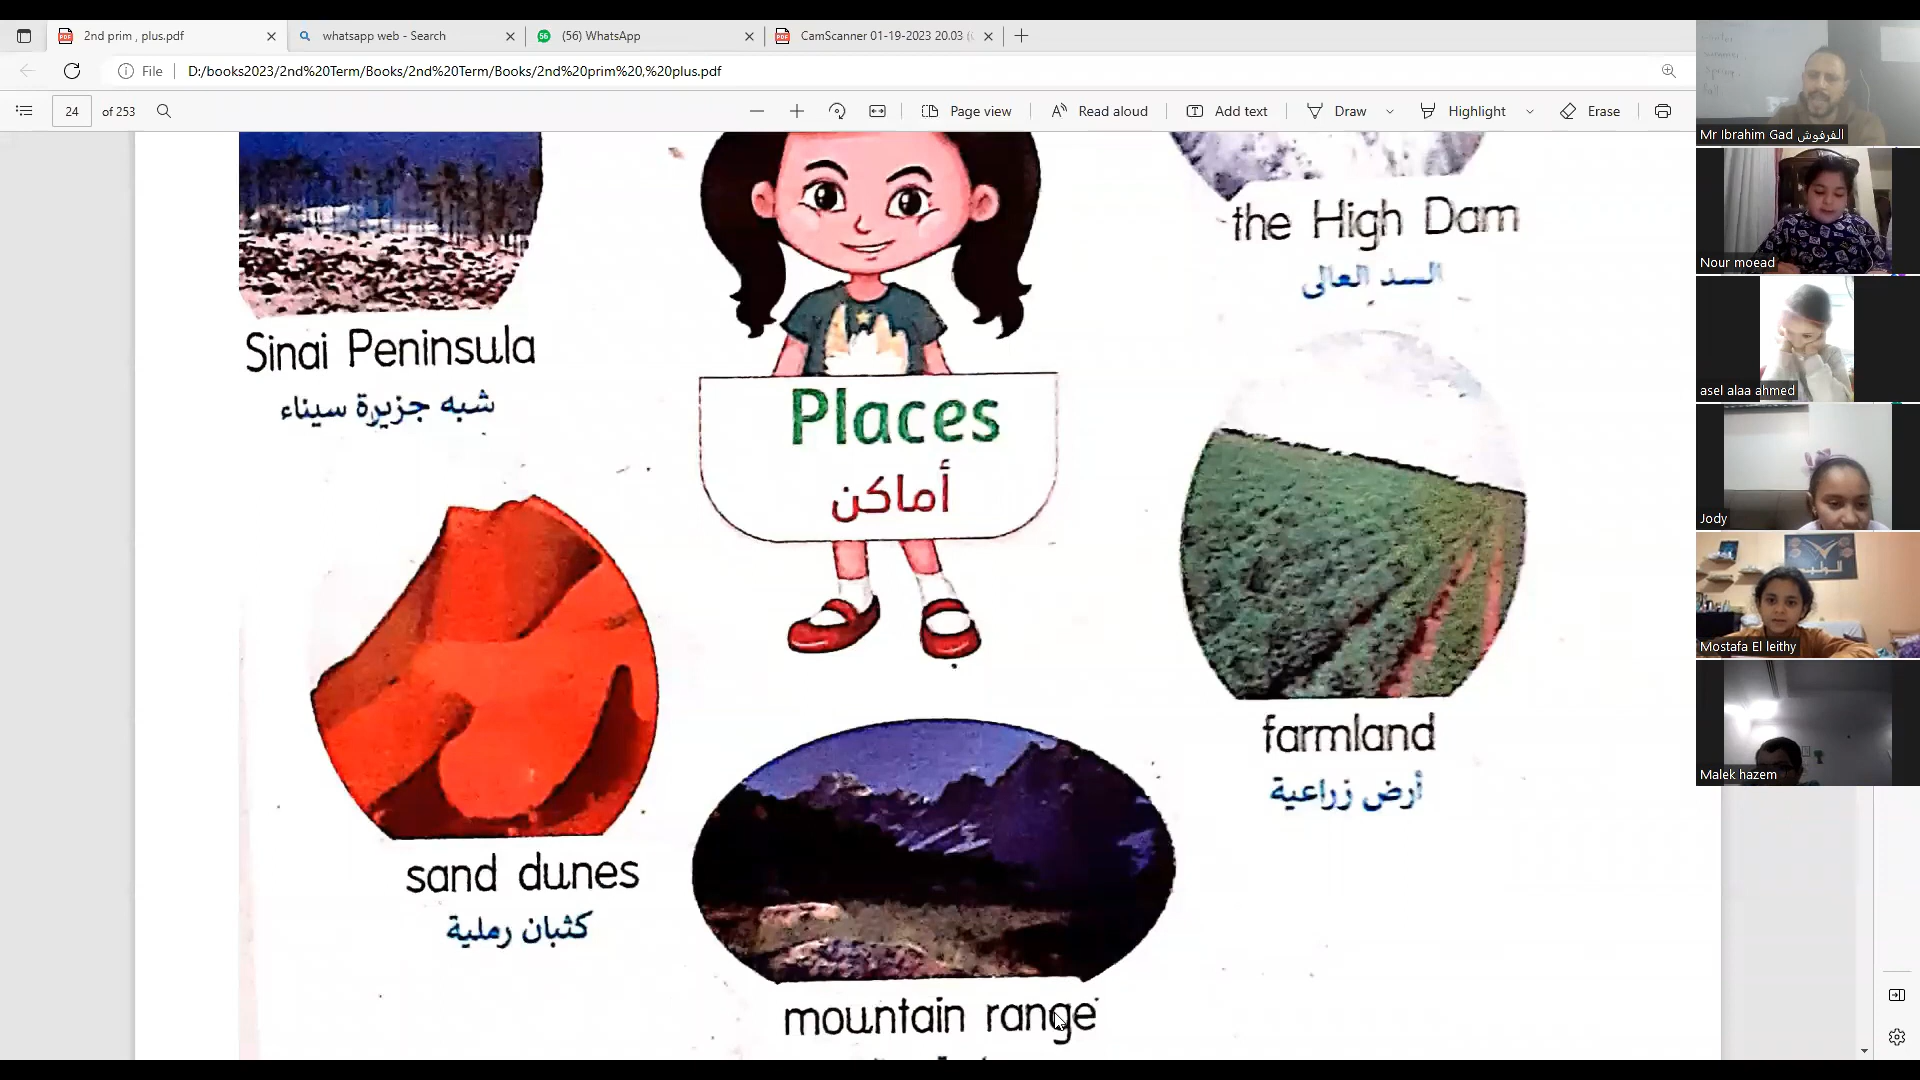 2nd prim , plus.pdf
whatsapp web - Search
56
(56) WhatsApp
CamScanner 01-19-2023 20.03 (
File
D:/books2023/2nd%20Term/Books/2nd%20Term/Books/2nd%20prim%20,%20plus.pdf
24 of 253
Page view
Read aloud
Add text
Draw
Highlight
Erase
Mr Ibrahim Gad الفرفوش
Nour moead
asel alaa ahmed
Jody
Mostafa El leithy
Malek hazem
the High Dam
السد العالى
Sinai Peninsula
شبه جزيرة سيناء
Places
أماكن
farmland
أرض زراعية
sand dunes
كثبان رملية
mountain range